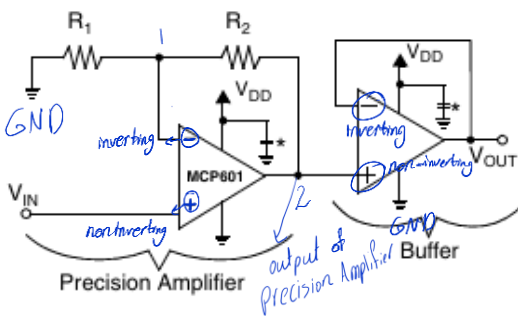 R1
1
R2
GND
VDD
VDD
*
*
inverting
-
MCP601
+
VIN
noninverting
-
inverting
+
non-inverting
VOUT
2
GND
output of
Precision Amplifier
Precision Amplifier
Buffer